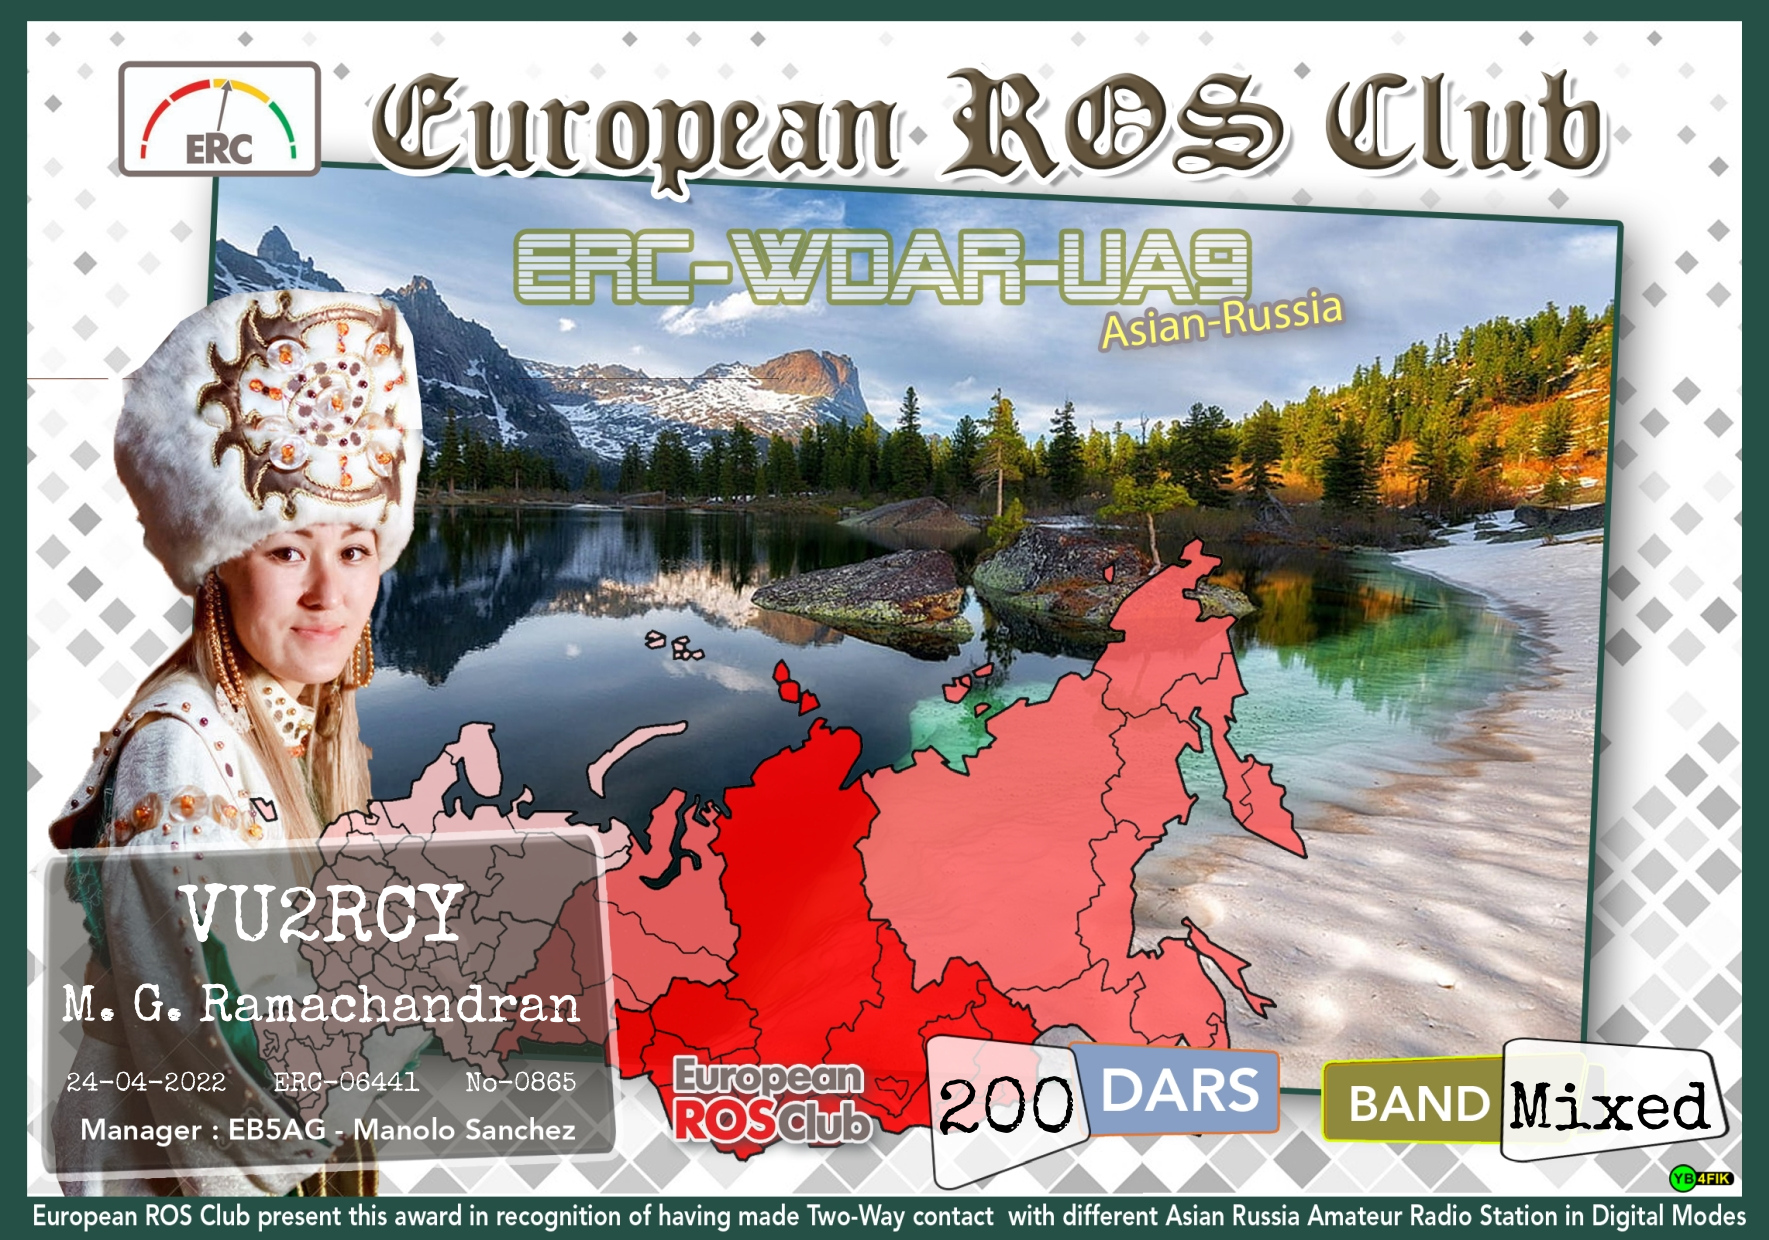 ERC
European ROS Club
ERC-WDAR-UA9
Asian-Russia
VU2RCY
M. G. Ramachandran
24-04-2022 ERC-06441 No-0865
Manager : EB5AG - Manolo Sanchez
European
ROSClub
200 DARS
BAND Mixed
YB4FIK
European ROS Club present this award in recognition of having made Two-Way contact with different Asian Russia Amateur Radio Station in Digital Modes